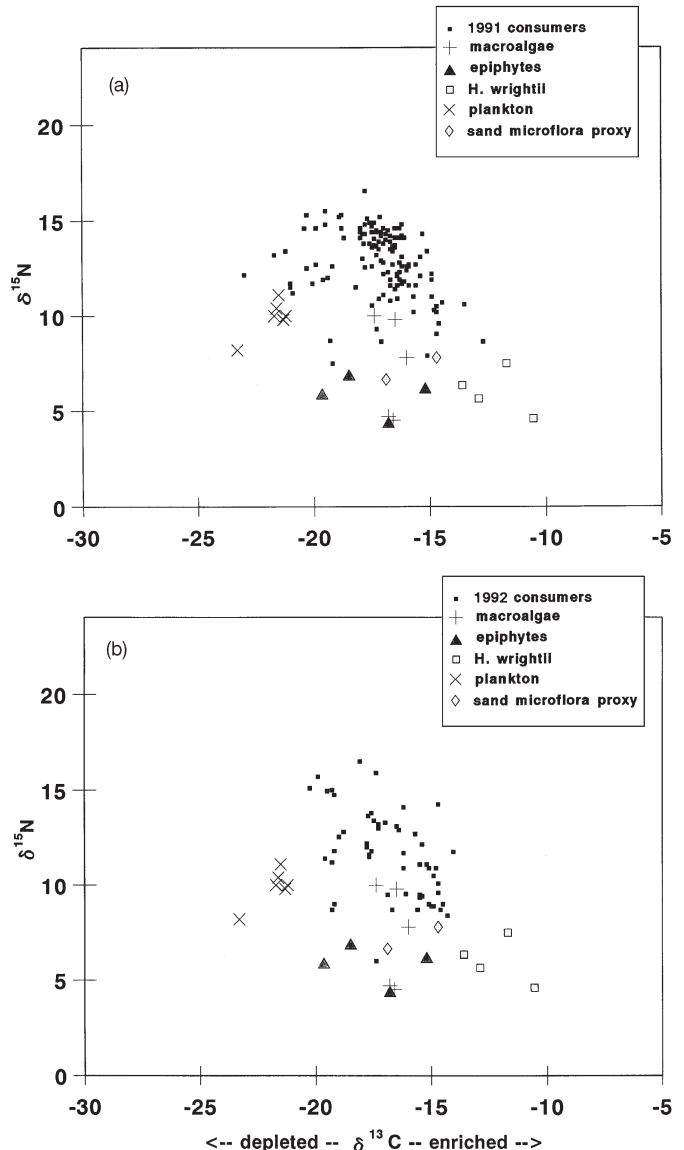 1991 consumers
macroalgae
epiphytes
H. wrightii
plankton
sand microflora proxy
(a)
20
15
10
5
0
δ15N
-30 -25 -20 -15 -10 -5
1992 consumers
macroalgae
epiphytes
H. wrightii
plankton
sand microflora proxy
(b)
20
15
10
5
0
δ15N
-30 -25 -20 -15 -10 -5
<-- depleted -- δ 13 C -- enriched -->